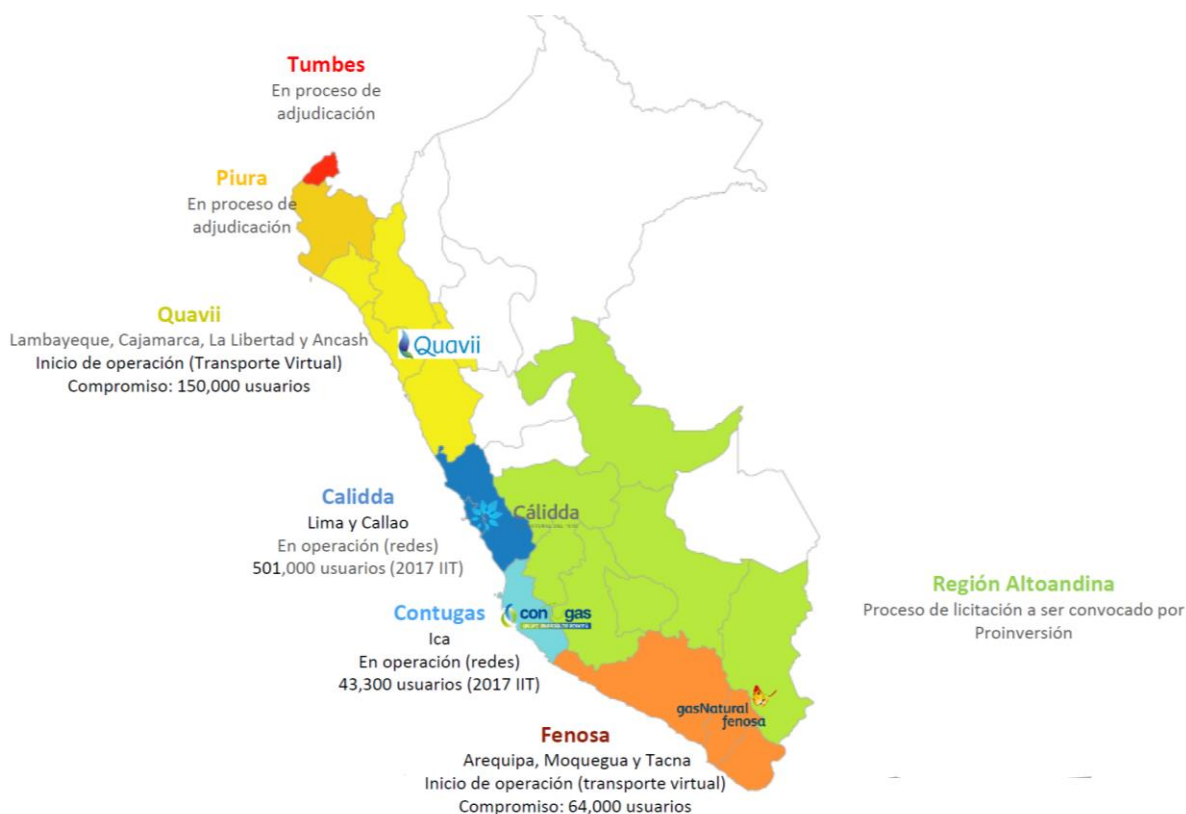 Tumbes
En proceso de
adjudicación
Piura
En proceso de
adjudicación
Quavii
Lambayeque, Cajamarca, La Libertad y Ancash
Inicio de operación (Transporte Virtual)
Compromiso: 150,000 usuarios
Quavii
Calidda
Lima y Callao
En operación (redes)
501,000 usuarios (2017 IIT)
Cálidda
Contugas
Ica
En operación (redes)
43,300 usuarios (2017 IIT)
Región Altoandina
Proceso de licitación a ser convocado por
Proinversión
gasNatural
fenosa
Fenosa
Arequipa, Moquegua y Tacna
Inicio de operación (transporte virtual)
Compromiso: 64,000 usuarios